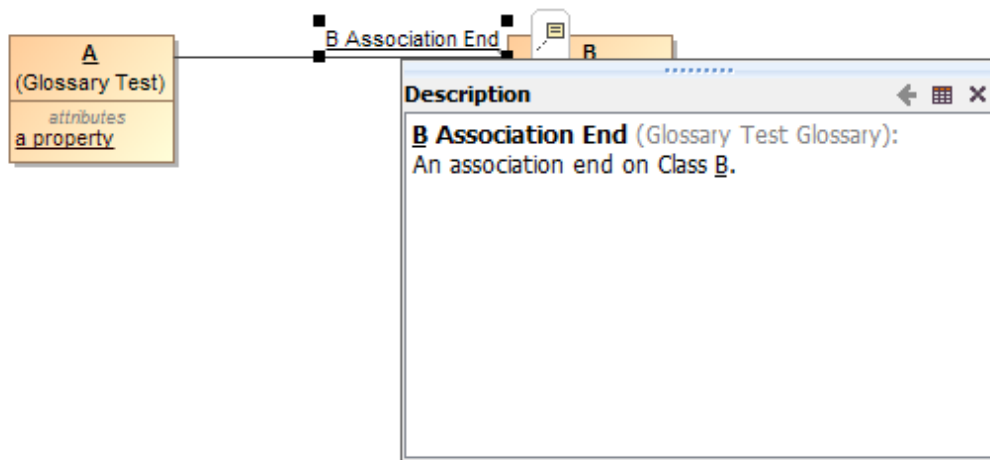 B Association End
A
(Glossary Test)
attributes
a property
B
Description
B Association End (Glossary Test Glossary):
An association end on Class B.